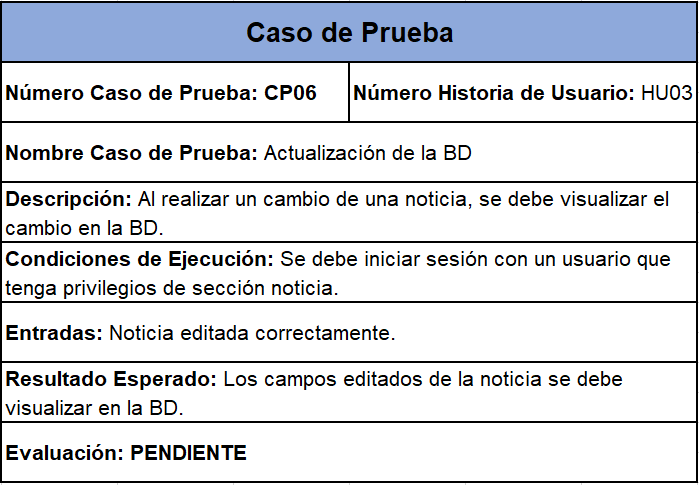 Caso de Prueba
Número Caso de Prueba: CP06
Número Historia de Usuario: HU03
Nombre Caso de Prueba: Actualización de la BD
Descripción: Al realizar un cambio de una noticia, se debe visualizar el
cambio en la BD.
Condiciones de Ejecución: Se debe iniciar sesión con un usuario que
tenga privilegios de sección noticia.
Entradas: Noticia editada correctamente.
Resultado Esperado: Los campos editados de la noticia se debe
visualizar en la BD.
Evaluación: PENDIENTE